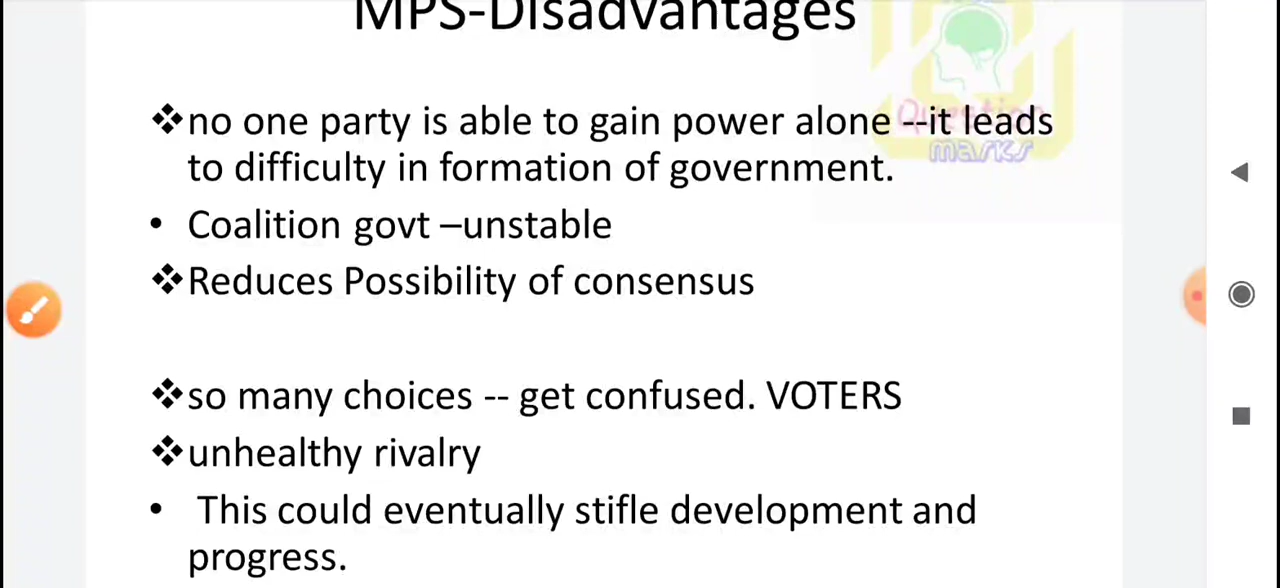 MPS-Disadvantages
❖no one party is able to gain power alone --it leads
to difficulty in formation of government.
• Coalition govt –unstable
❖Reduces Possibility of consensus
❖so many choices -- get confused. VOTERS
❖unhealthy rivalry
• This could eventually stifle development and
progress.
Question
marks